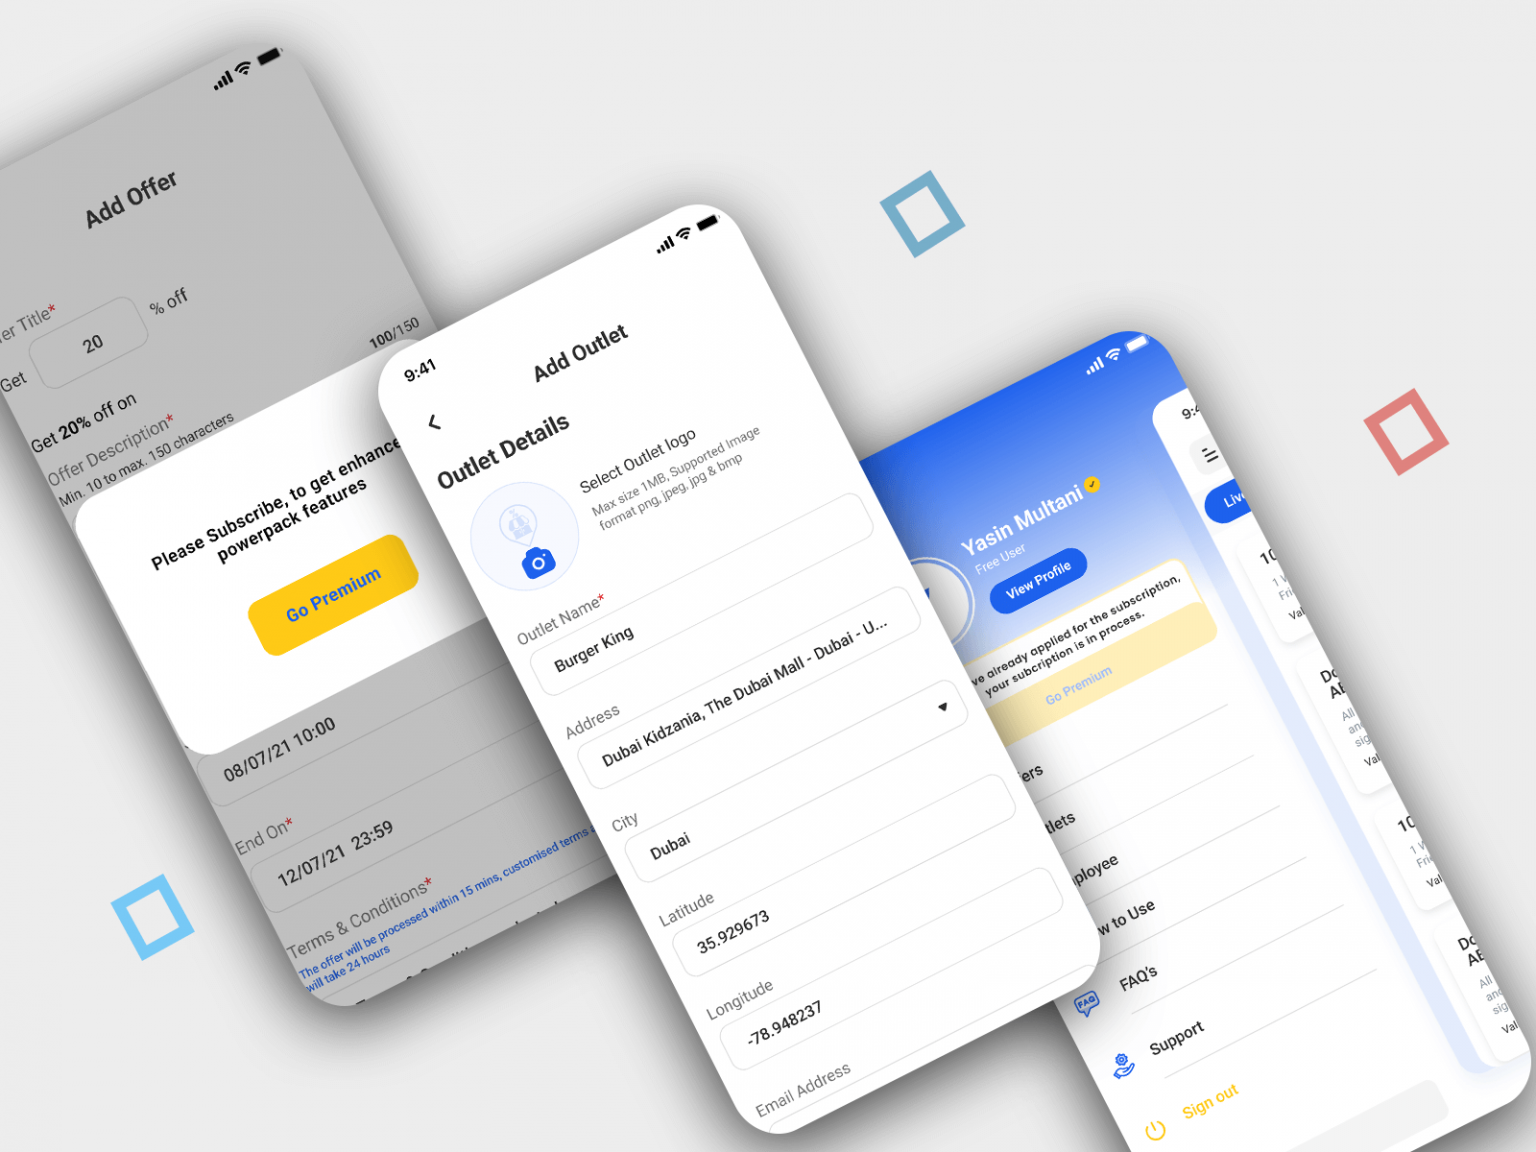 Add Offer
er Title*
Get
20
% off
100/150
Get 20% off on
Offer Description*
Min. 10 to max. 150 characters
Please Subscribe, to get enhance
powerpack features
Go Premium
08/07/21 10:00
End On*
12/07/21 23:59
Terms & Conditions*
The offer will be processed within 15 mins, customised terms
will take 24 hours
9:41
Add Outlet
Outlet Details
Select Outlet logo
Max size 1MB, Supported Image
format png, jpeg, jpg & bmp
Outlet Name*
Burger King
Address
Dubai Kidzania, The Dubai Mall - Dubai - U...
City
Dubai
Latitude
35.929673
Longitude
-78.948237
Email Address
Yasin Multani
Free User
View Profile
ve already applied for the subscription,
your subcription is in process.
Go Premium
ers
tlets
ployee
w to Use
FAQ
FAQ's
Support
Sign out
9:4
Live
10
1
Fri
Val
Do
All
and
sig
Val
10
1
Fri
Val
Do
All
and
sig
Val